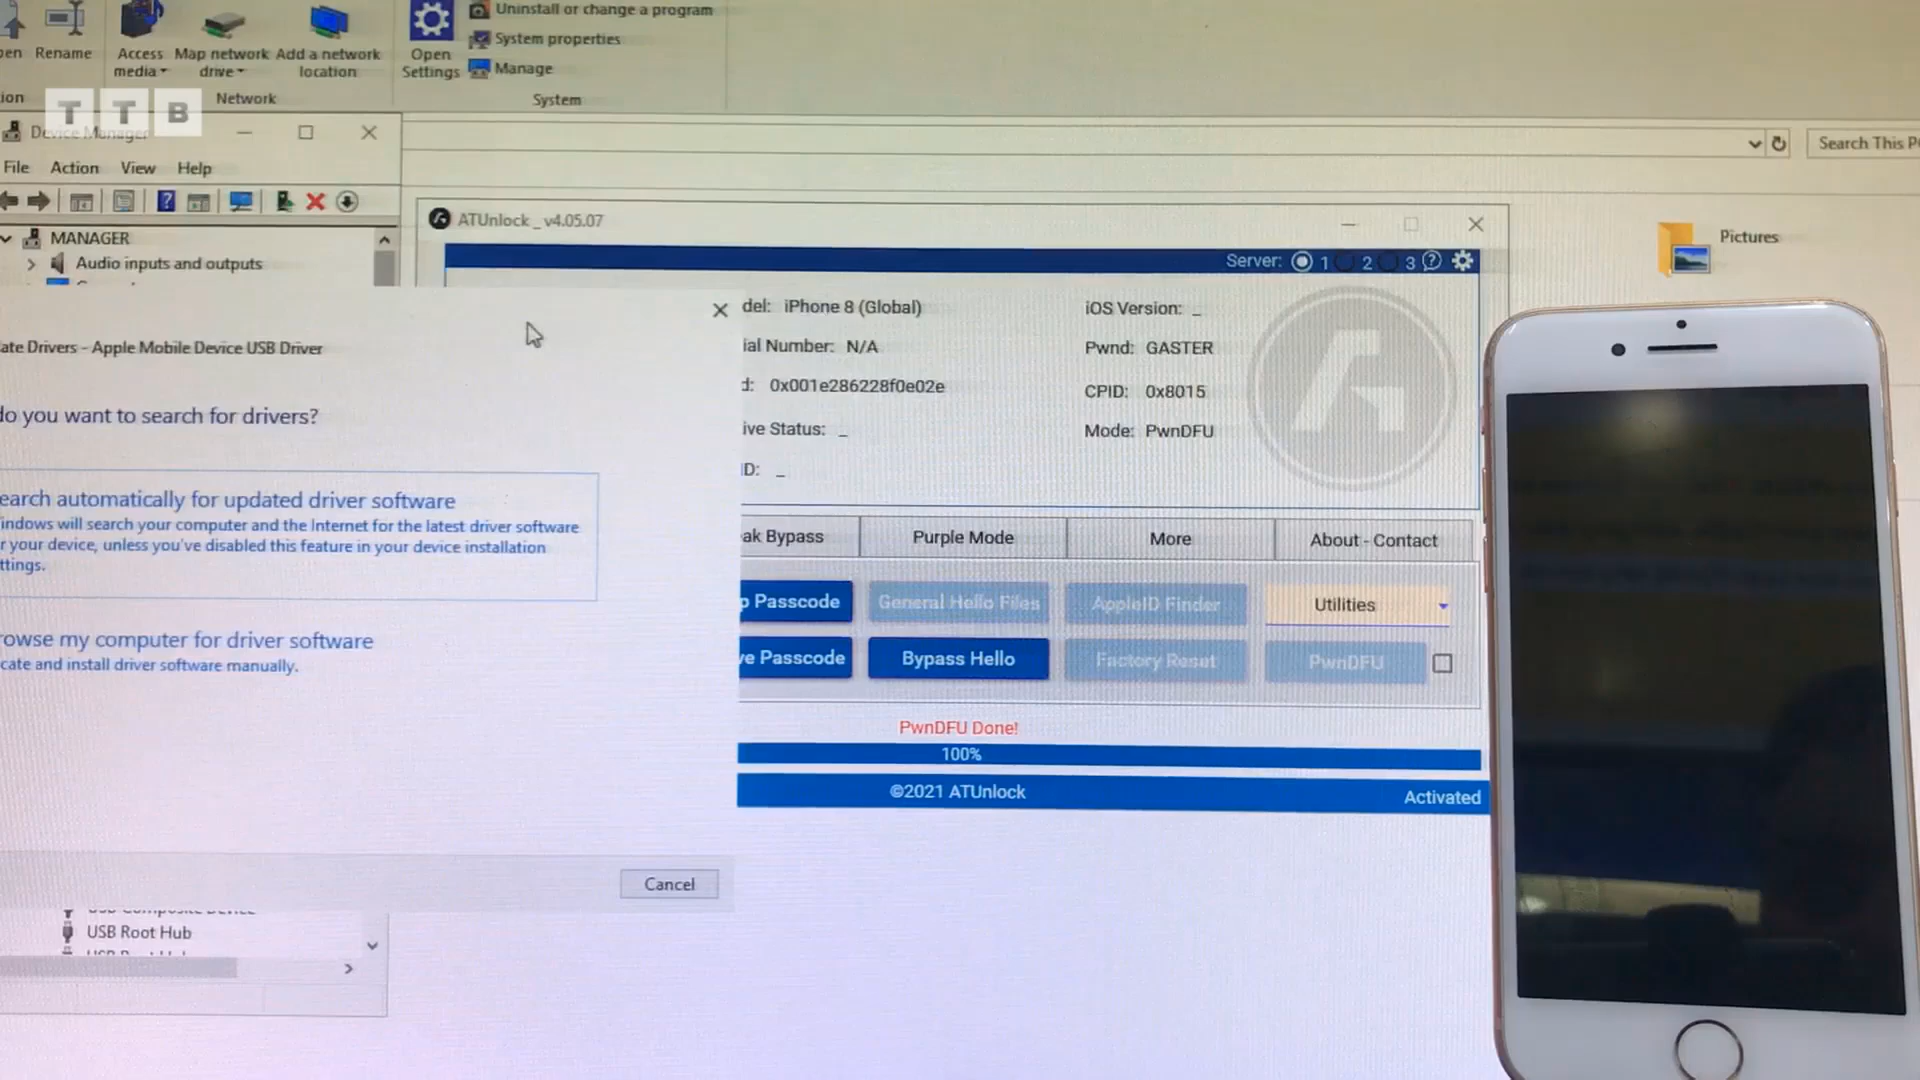 Uninstall or change a program
Rename
Access media
Map network drive
Add a network location
Open Settings
System properties
Manage
Network
System
TTB
Device Manager
File Action View Help
Search This
MANAGER
Audio inputs and outputs
ATUnlock_v4.05.07
Server: 1 2 3
Pictures
del: iPhone 8 (Global)
iOS Version: _
ate Drivers - Apple Mobile Device USB Driver
ial Number: N/A
Pwnd: GASTER
d: 0x001e286228f0e02e
CPID: 0x8015
do you want to search for drivers?
ive Status: _
Mode: PwnDFU
ID: _
earch automatically for updated driver software
indows will search your computer and the Internet for the latest driver software
r your device, unless you've disabled this feature in your device installation
ttings.
ak Bypass
Purple Mode
More
About - Contact
p Passcode
General Hello Files
AppleID Finder
Utilities
rowse my computer for driver software
cate and install driver software manually.
ve Passcode
Bypass Hello
Factory Reset
PwnDFU
PwnDFU Done!
100%
©2021 ATUnlock
Activated
Cancel
USB Root Hub